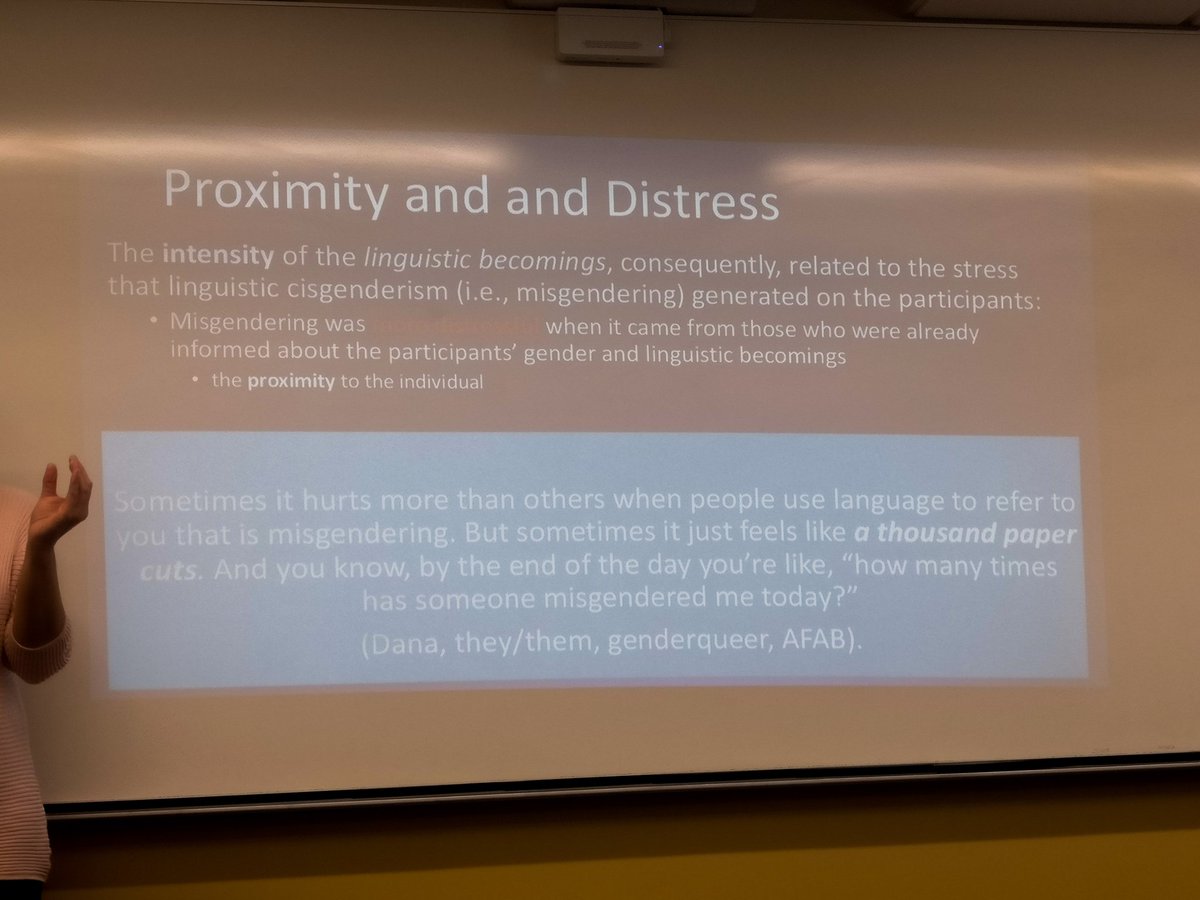 Proximity and and Distress
The intensity of the linguistic becomings, consequently, related to the stress
that linguistic cisgenderism (i.e., misgendering) generated on the participants:
• Misgendering was more distressful when it came from those who were already
informed about the participants' gender and linguistic becomings
• the proximity to the individual
Sometimes it hurts more than others when people use language to refer to
you that is misgendering. But sometimes it just feels like a thousand paper
cuts. And you know, by the end of the day you're like, “how many times
has someone misgendered me today?”
(Dana, they/them, genderqueer, AFAB).